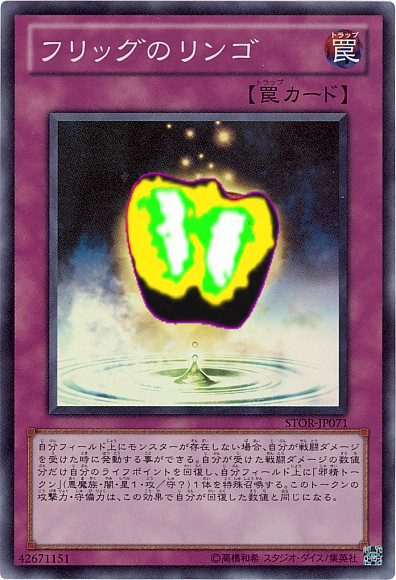 フリッグのリンゴ
トラップ
罠
トラップ
【罠カード】
STOR-JP071
自分フィールド上にモンスターが存在しない場合、自分が戦闘ダメージ
を受けた時に発動する事ができる。自分が受けた戦闘ダメージの数値
分だけ自分のライフポイントを回復し、自分フィールド上に「邪精トー
クン」(悪魔族・闇・星1・攻/守?)1体を特殊召喚する。このトークンの
攻撃力・守備力は、この効果で自分が回復した数値と同じになる。
42671151
©高橋和希 スタジオ・ダイス/集英社